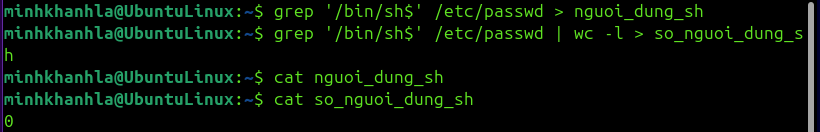 minhkhanhla@UbuntuLinux:~$ grep '/bin/sh$' /etc/passwd > nguoi_dung_sh
minhkhanhla@UbuntuLinux:~$ grep '/bin/sh$' /etc/passwd | wc -l > so_nguoi_dung_s
h
minhkhanhla@UbuntuLinux:~$ cat nguoi_dung_sh
minhkhanhla@UbuntuLinux:~$ cat so_nguoi_dung_sh
0